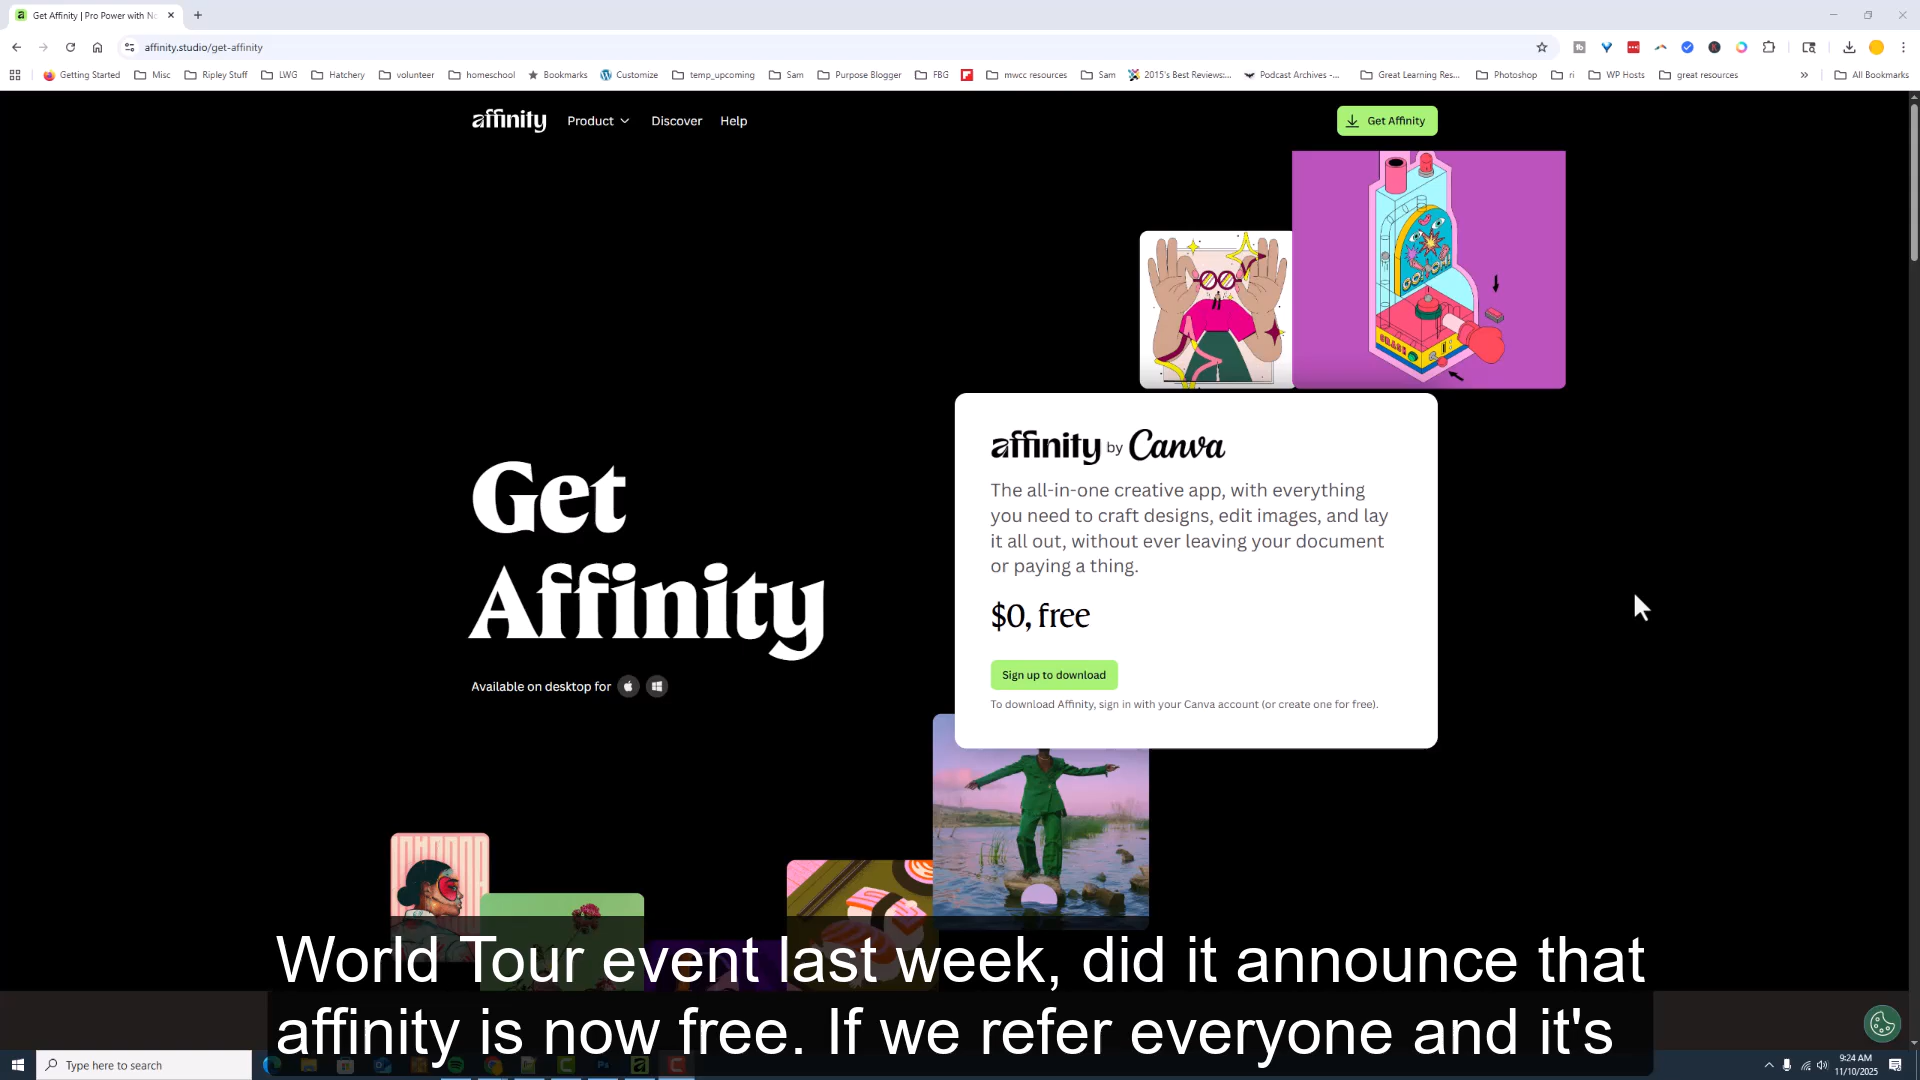 Get Affinity | Pro Power with No
affinity.studio/get-affinity
Getting Started Misc Ripley Stuff LWG Hatchery volunteer homeschool Bookmarks Customize temp_upcoming Sam Purpose Blogger FBG mwcc resources Sam 2015's Best Reviews:... Podcast Archives -... Great Learning Res... Photoshop ri WP Hosts great resources » All Bookmarks
affinity Product Discover Help Get Affinity
affinity by Canva
The all-in-one creative app, with everything
you need to craft designs, edit images, and lay
it all out, without ever leaving your document
or paying a thing.
$0, free
Sign up to download
To download Affinity, sign in with your Canva account (or create one for free).
Get
Affinity
Available on desktop for
World Tour event last week, did it announce that
affinity is now free. If we refer everyone and it's
Type here to search
9:24 AM
11/10/2025